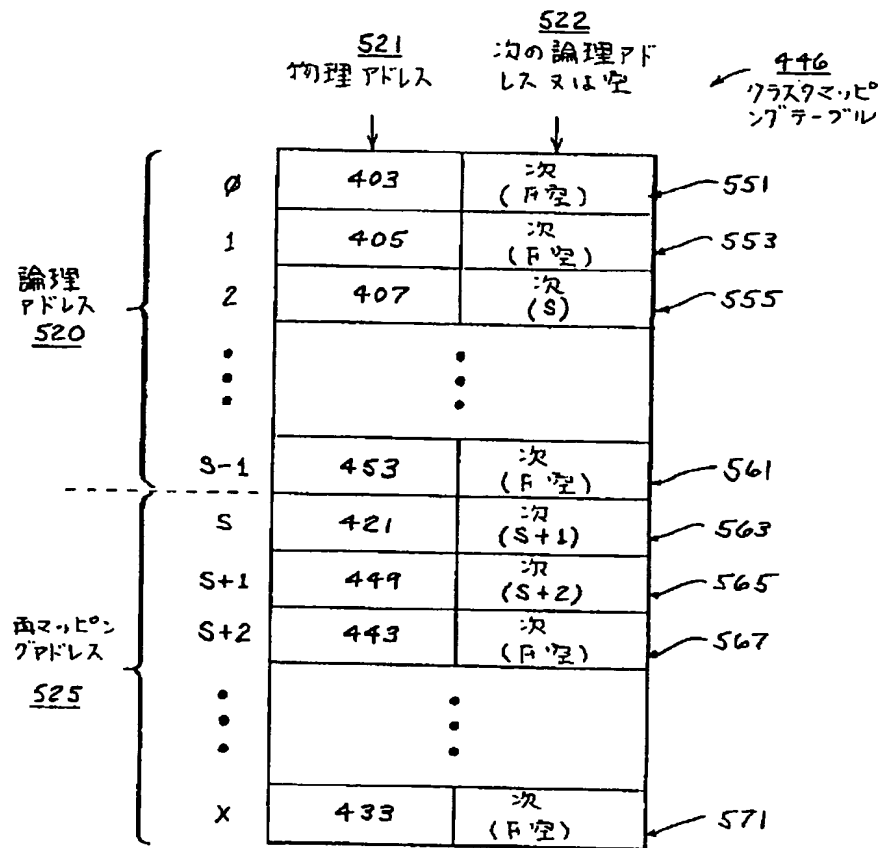 521
物理アドレス
522
次の論理アド
レス又は空
446
クラスタマッピ
ングテーブル
論理
アドレス
520
0 403 次 (F空) 551
1 405 次 (F空) 553
2 407 次 (S) 555
S-1 453 次 (F空) 561
S 421 次 (S+1) 563
S+1 449 次 (S+2) 565
S+2 443 次 (F空) 567
再マッピン
グアドレス
525
X 433 次 (F空) 571